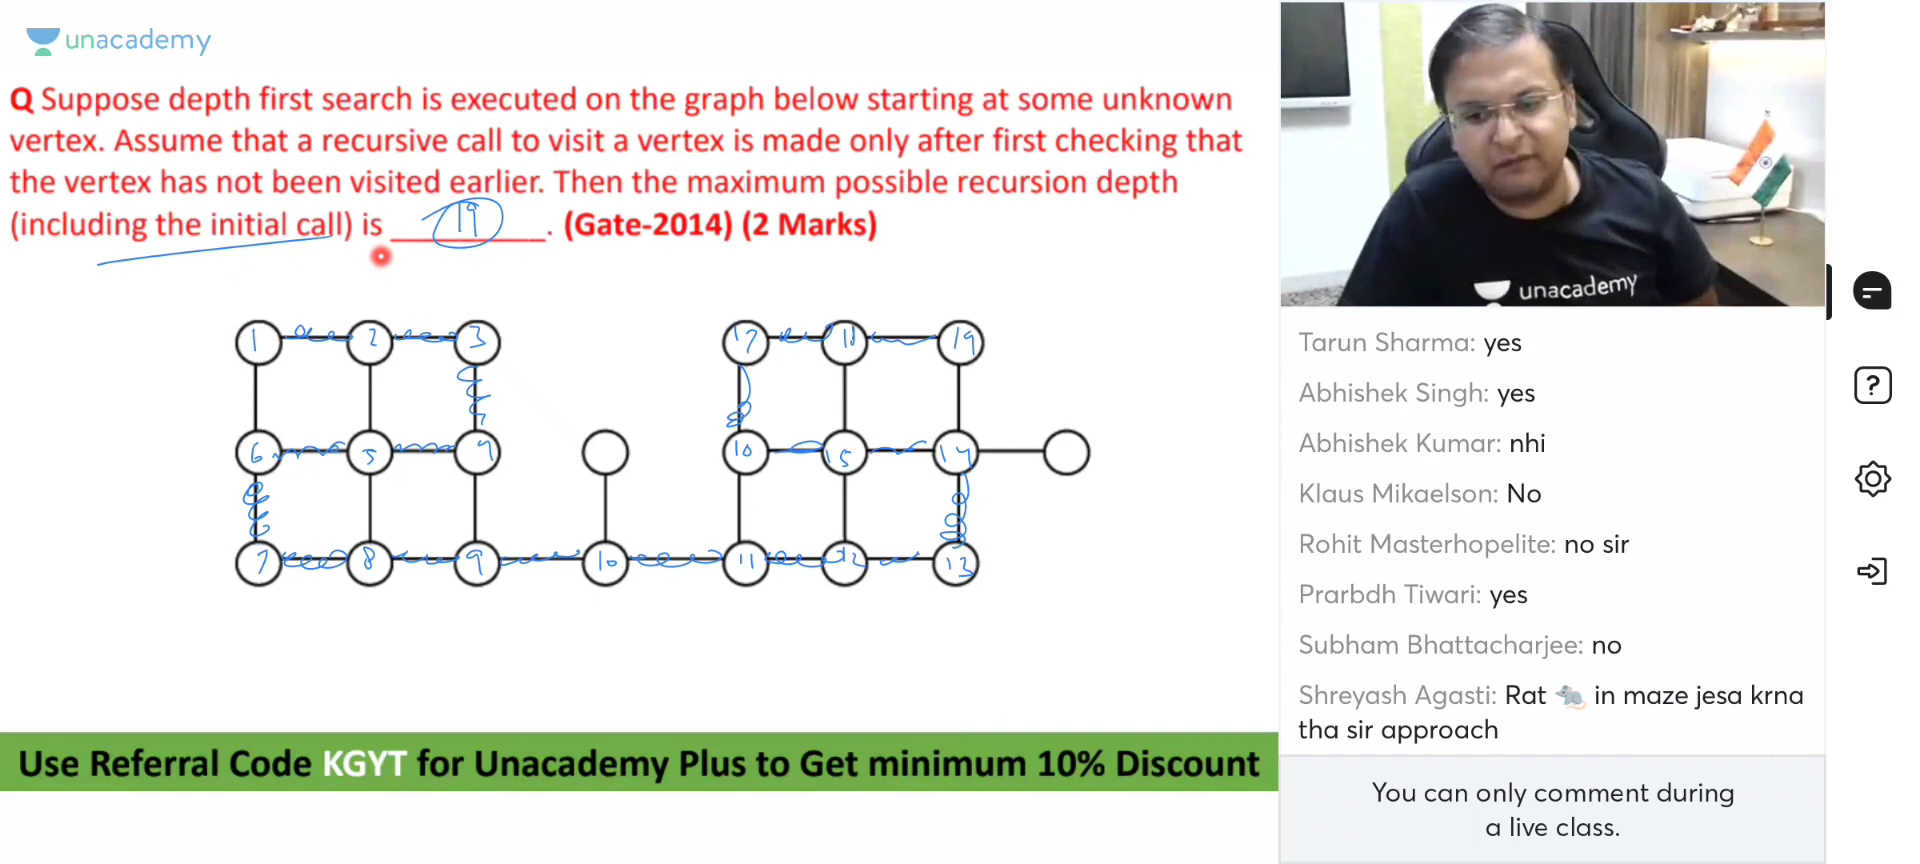 unacademy
Q Suppose depth first search is executed on the graph below starting at some unknown
vertex. Assume that a recursive call to visit a vertex is made only after first checking that
the vertex has not been visited earlier. Then the maximum possible recursion depth
(including the initial call) is 19. (Gate-2014) (2 Marks)
1 2 3 17 18 19
6 5 4 10 15 14
7 8 9 10 11 12 13
Use Referral Code KGYT for Unacademy Plus to Get minimum 10% Discount
unacademy
Tarun Sharma: yes
Abhishek Singh: yes
Abhishek Kumar: nhi
Klaus Mikaelson: No
Rohit Masterhopelite: no sir
Prarbdh Tiwari: yes
Subham Bhattacharjee: no
Shreyash Agasti: Rat 🐀 in maze jesa krna
tha sir approach
You can only comment during
a live class.
?